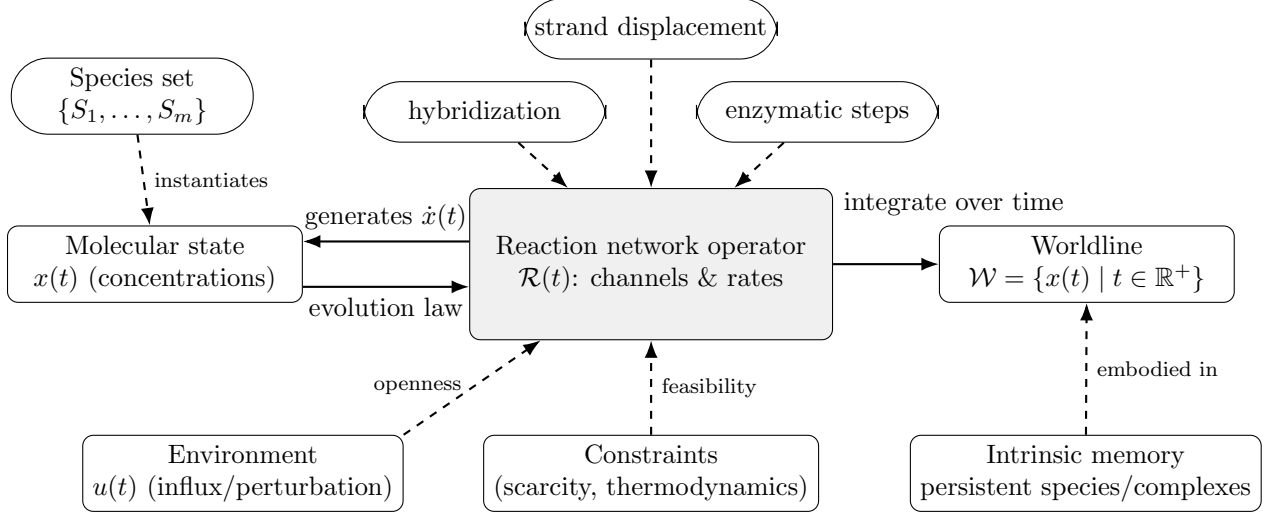 strand displacement
Species set
{S₁, . . . , Sₘ}
hybridization
enzymatic steps
instantiates
generates ẋ(t)
integrate over time
Molecular state
x(t) (concentrations)
Reaction network operator
ℛ(t): channels & rates
Worldline
𝒲 = {x(t) | t ∈ ℝ⁺}
evolution law
openness
feasibility
embodied in
Environment
u(t) (influx/perturbation)
Constraints
(scarcity, thermodynamics)
Intrinsic memory
persistent species/complexes